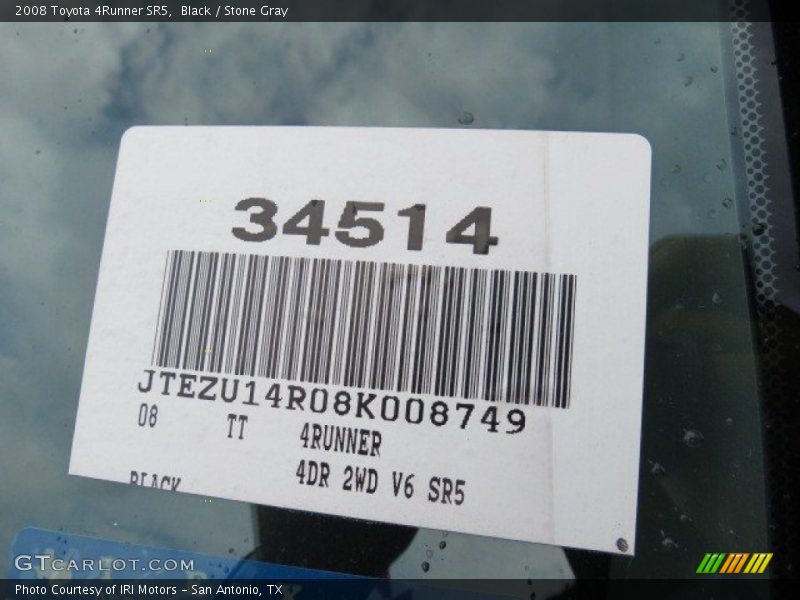 2008 Toyota 4Runner SR5,  Black / Stone Gray
34514
JTEZU14R08K008749
08 TT 4RUNNER
4DR 2WD V6 SR5
BLACK
GTCarLot.com
Photo Courtesy of IRI Motors – San Antonio, TX